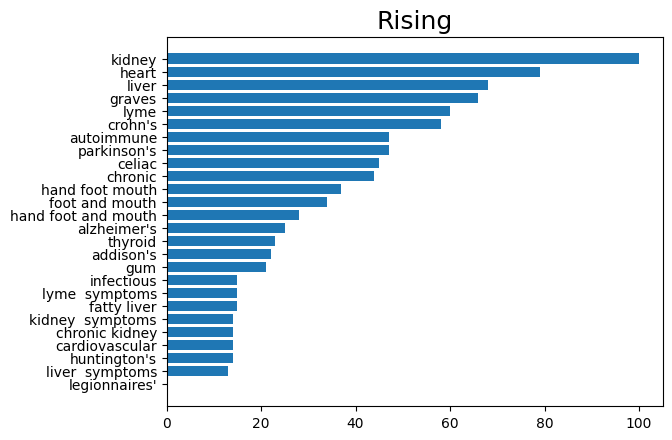 Rising
kidney
heart
liver
graves
lyme
crohn's
autoimmune
parkinson's
celiac
chronic
hand foot mouth
foot and mouth
hand foot and mouth
alzheimer's
thyroid
addison's
gum
infectious
lyme  symptoms
fatty liver
kidney  symptoms
chronic kidney
cardiovascular
huntington's
liver  symptoms
legionnaires'
0 20 40 60 80 100